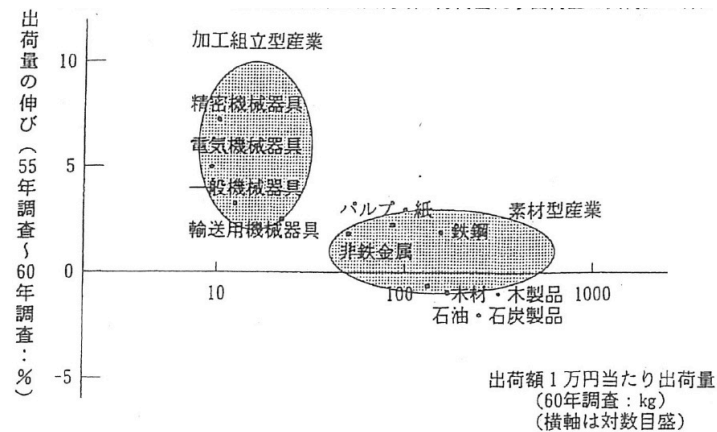 出荷量の伸び(55年調査~60年調査:%)
加工組立型産業
10
精密機械器具
電気機械器具
5
一般機械器具
パルプ・紙
素材型産業
輸送用機械器具
鉄鋼
非鉄金属
0
10
100
木材・木製品
1000
石油・石炭製品
-5
出荷額1万円当たり出荷量
(60年調査:kg)
(横軸は対数目盛)